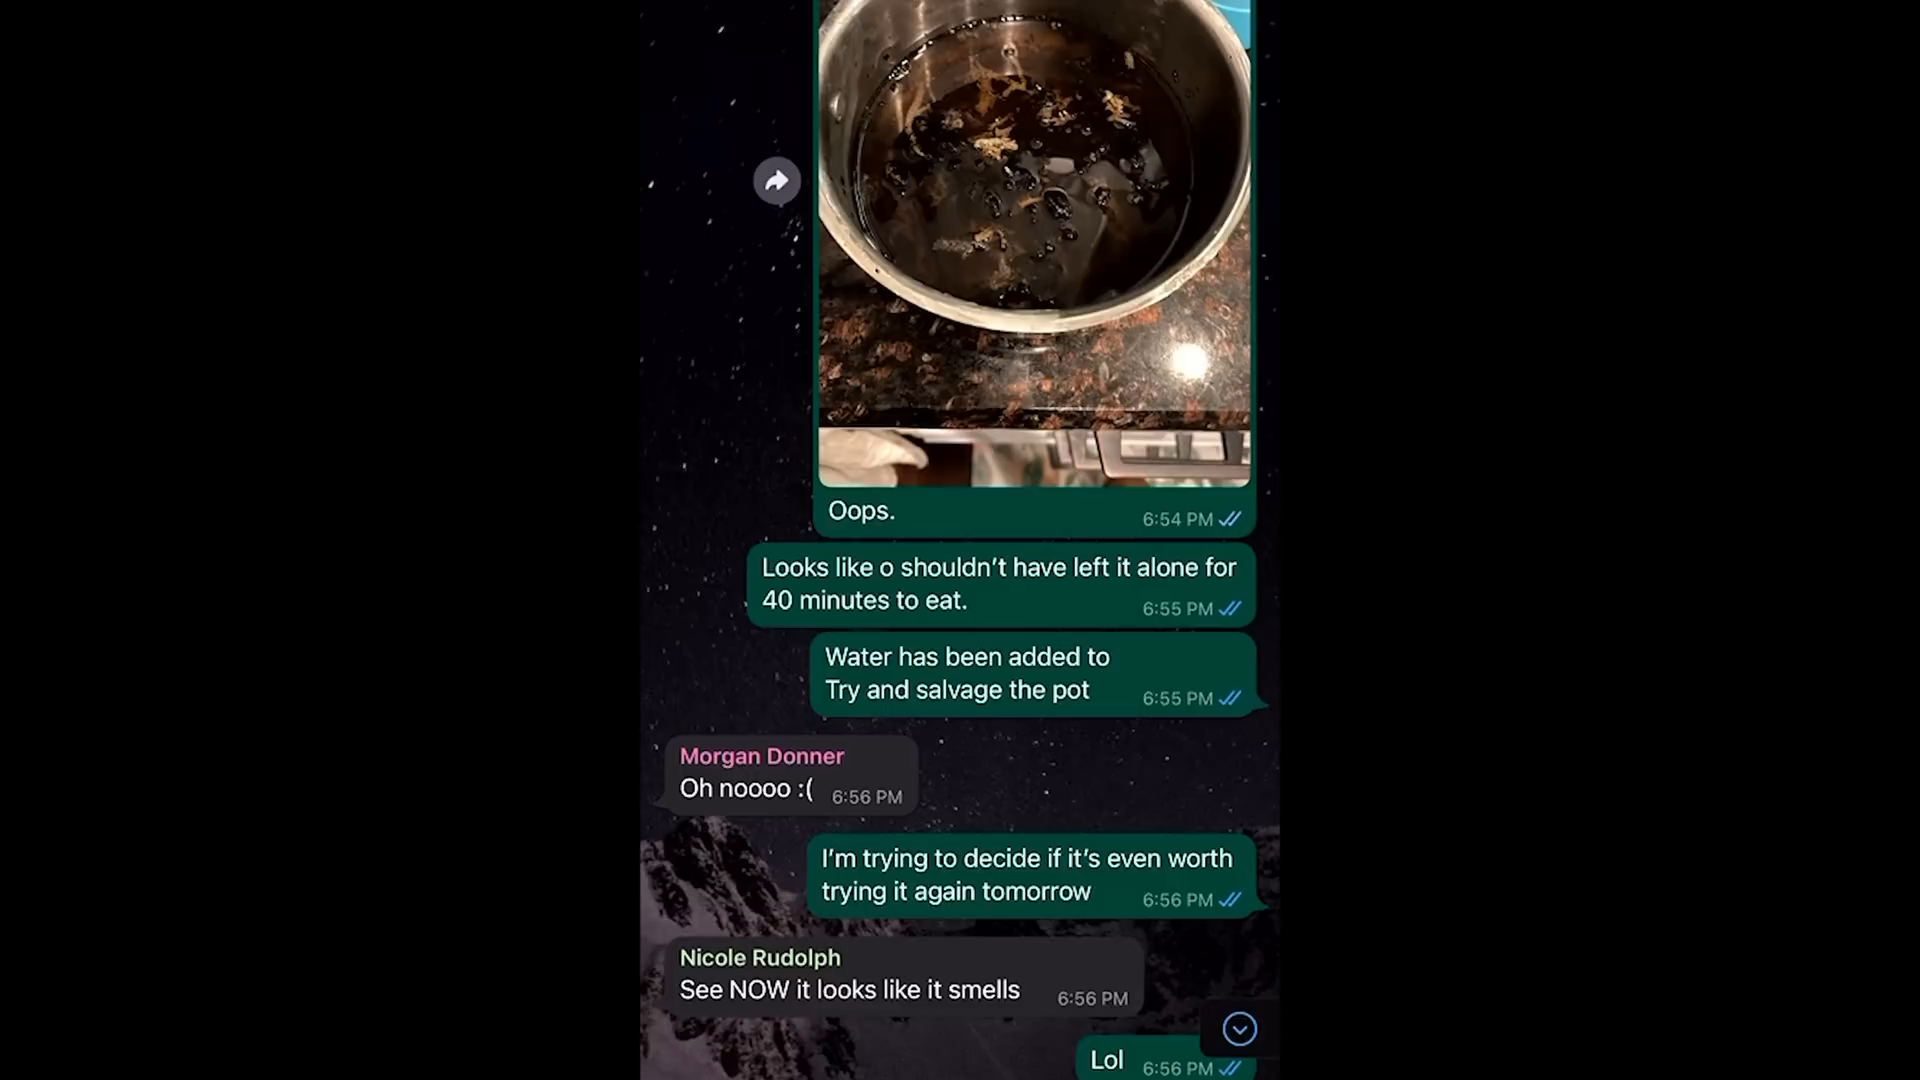 Oops.
6:54 PM
Looks like o shouldn't have left it alone for
40 minutes to eat.
6:55 PM
Water has been added to
Try and salvage the pot
6:55 PM
Morgan Donner
Oh noooo :(
6:56 PM
I'm trying to decide if it's even worth
trying it again tomorrow
6:56 PM
Nicole Rudolph
See NOW it looks like it smells
6:56 PM
Lol
6:56 PM